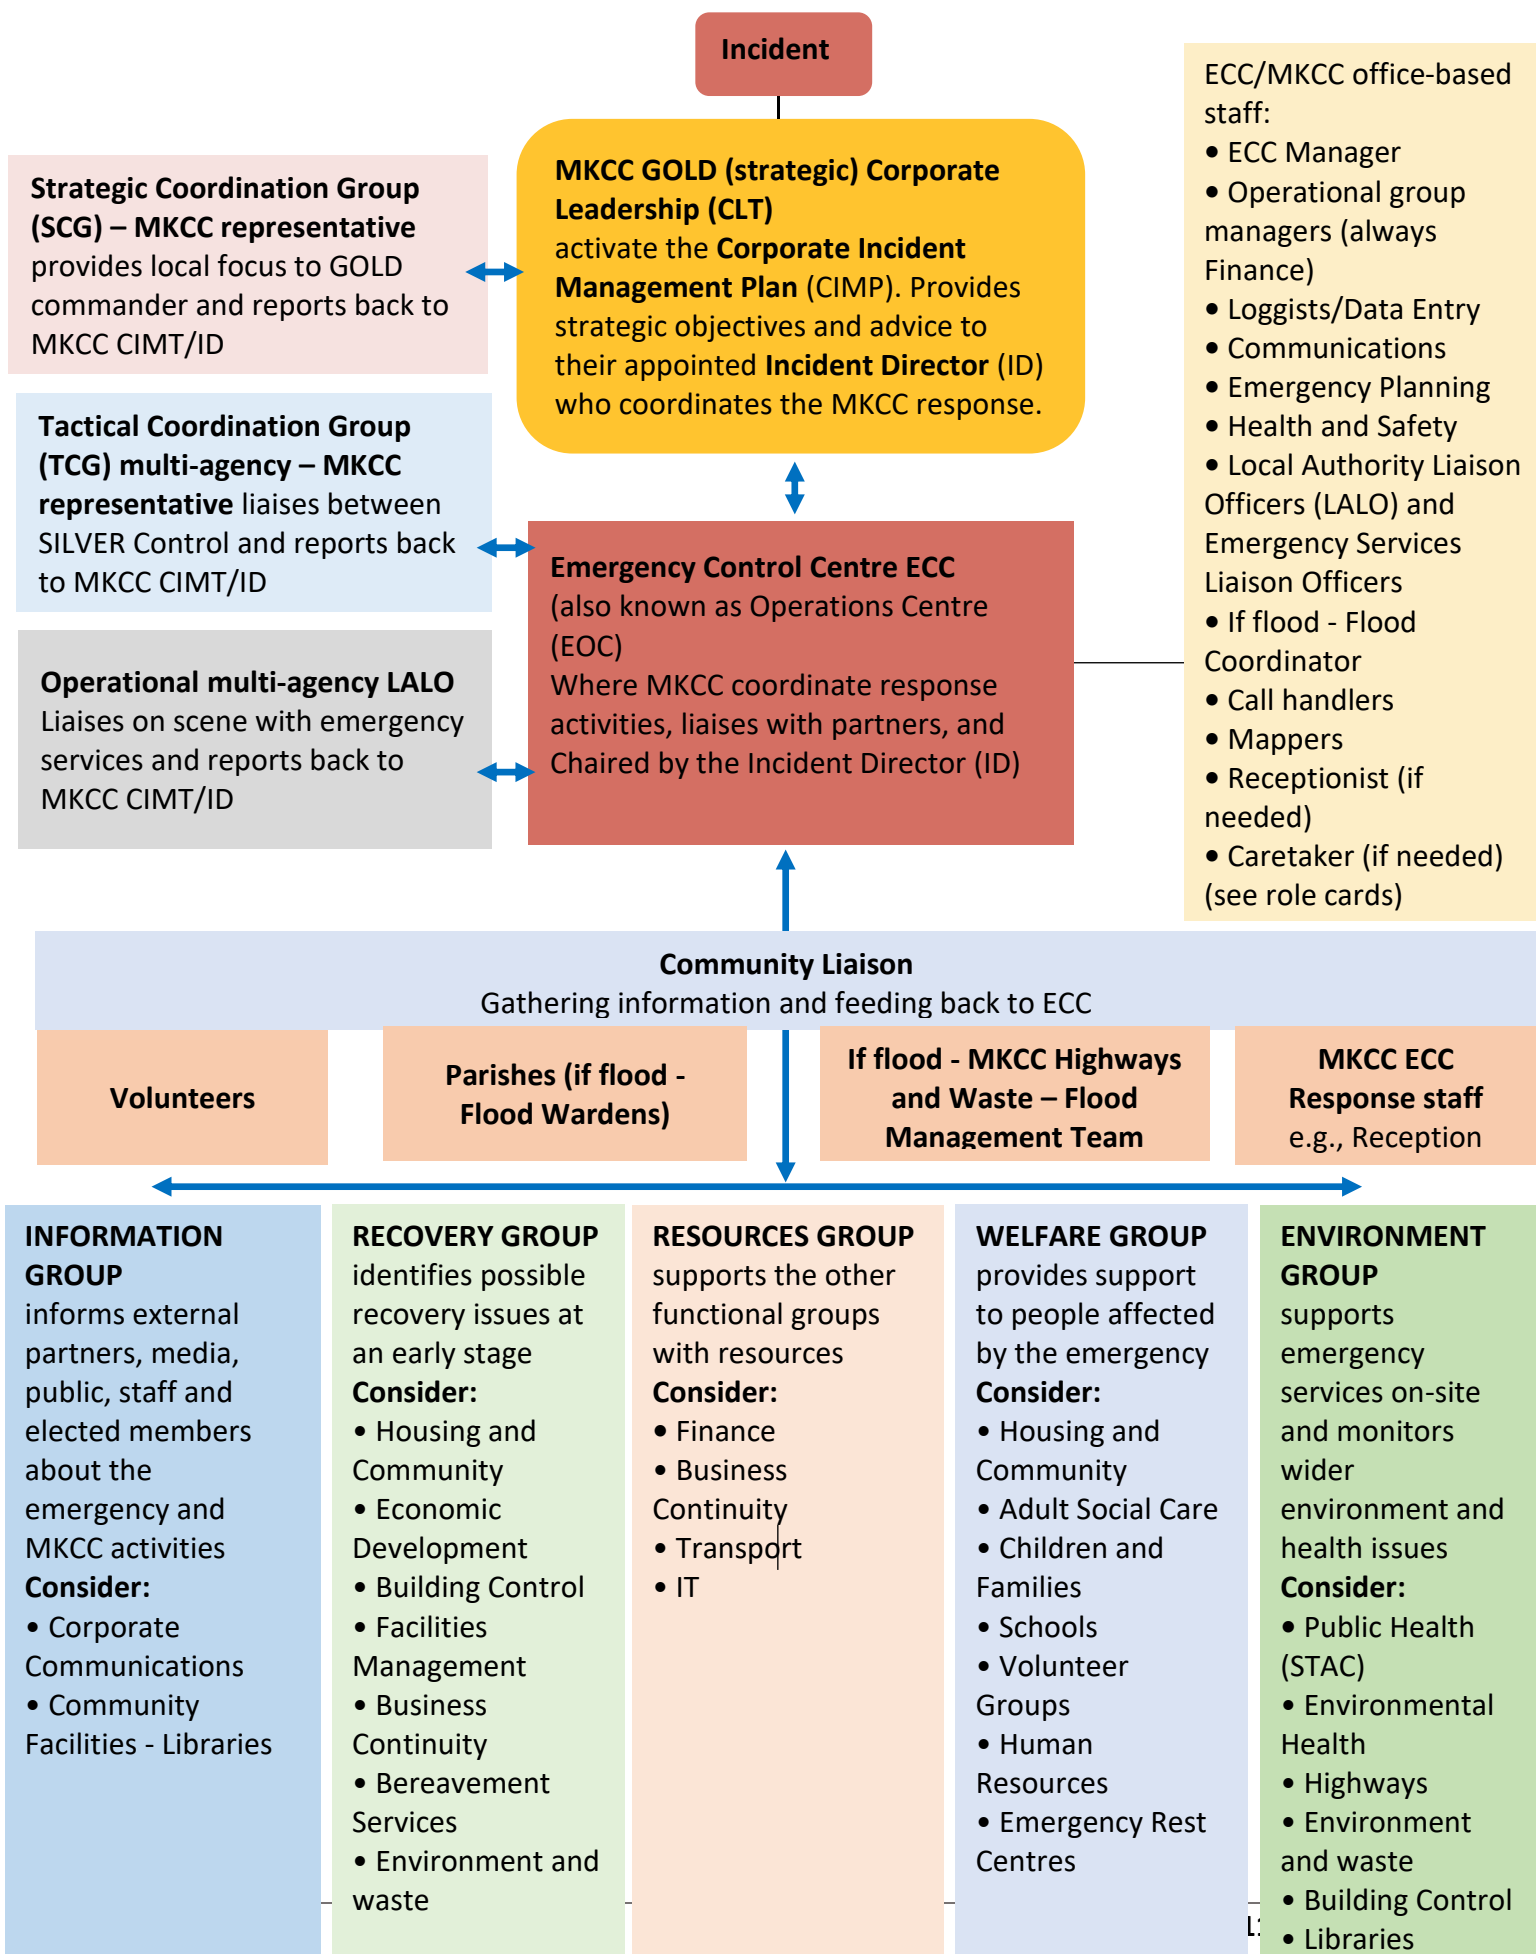 Incident
MKCC GOLD (strategic) Corporate
Leadership (CLT)
activate the Corporate Incident
Management Plan (CIMP). Provides
strategic objectives and advice to
their appointed Incident Director (ID)
who coordinates the MKCC response.
Strategic Coordination Group
(SCG) – MKCC representative
provides local focus to GOLD
commander and reports back to
MKCC CIMT/ID
Tactical Coordination Group
(TCG) multi-agency – MKCC
representative liaises between
SILVER Control and reports back
to MKCC CIMT/ID
Operational multi-agency LALO
Liaises on scene with emergency
services and reports back to
MKCC CIMT/ID
Emergency Control Centre ECC
(also known as Operations Centre
(EOC)
Where MKCC coordinate response
activities, liaises with partners, and
Chaired by the Incident Director (ID)
ECC/MKCC office-based
staff:
• ECC Manager
• Operational group
managers (always
Finance)
• Loggists/Data Entry
• Communications
• Emergency Planning
• Health and Safety
• Local Authority Liaison
Officers (LALO) and
Emergency Services
Liaison Officers
• If flood - Flood
Coordinator
• Call handlers
• Mappers
• Receptionist (if
needed)
• Caretaker (if needed)
(see role cards)
Community Liaison
Gathering information and feeding back to ECC
Volunteers
Parishes (if flood -
Flood Wardens)
If flood - MKCC Highways
and Waste – Flood
Management Team
MKCC ECC
Response staff
e.g., Reception
INFORMATION
GROUP
informs external
partners, media,
public, staff and
elected members
about the
emergency and
MKCC activities
Consider:
• Corporate
Communications
• Community
Facilities - Libraries
RECOVERY GROUP
identifies possible
recovery issues at
an early stage
Consider:
• Housing and
Community
• Economic
Development
• Building Control
• Facilities
Management
• Business
Continuity
• Bereavement
Services
• Environment and
waste
RESOURCES GROUP
supports the other
functional groups
with resources
Consider:
• Finance
• Business
Continuity
• Transport
• IT
WELFARE GROUP
provides support
to people affected
by the emergency
Consider:
• Housing and
Community
• Adult Social Care
• Children and
Families
• Schools
• Volunteer
Groups
• Human
Resources
• Emergency Rest
Centres
ENVIRONMENT
GROUP
supports
emergency
services on-site
and monitors
wider
environment and
health issues
Consider:
• Public Health
(STAC)
• Environmental
Health
• Highways
• Environment
and waste
• Building Control
• Libraries